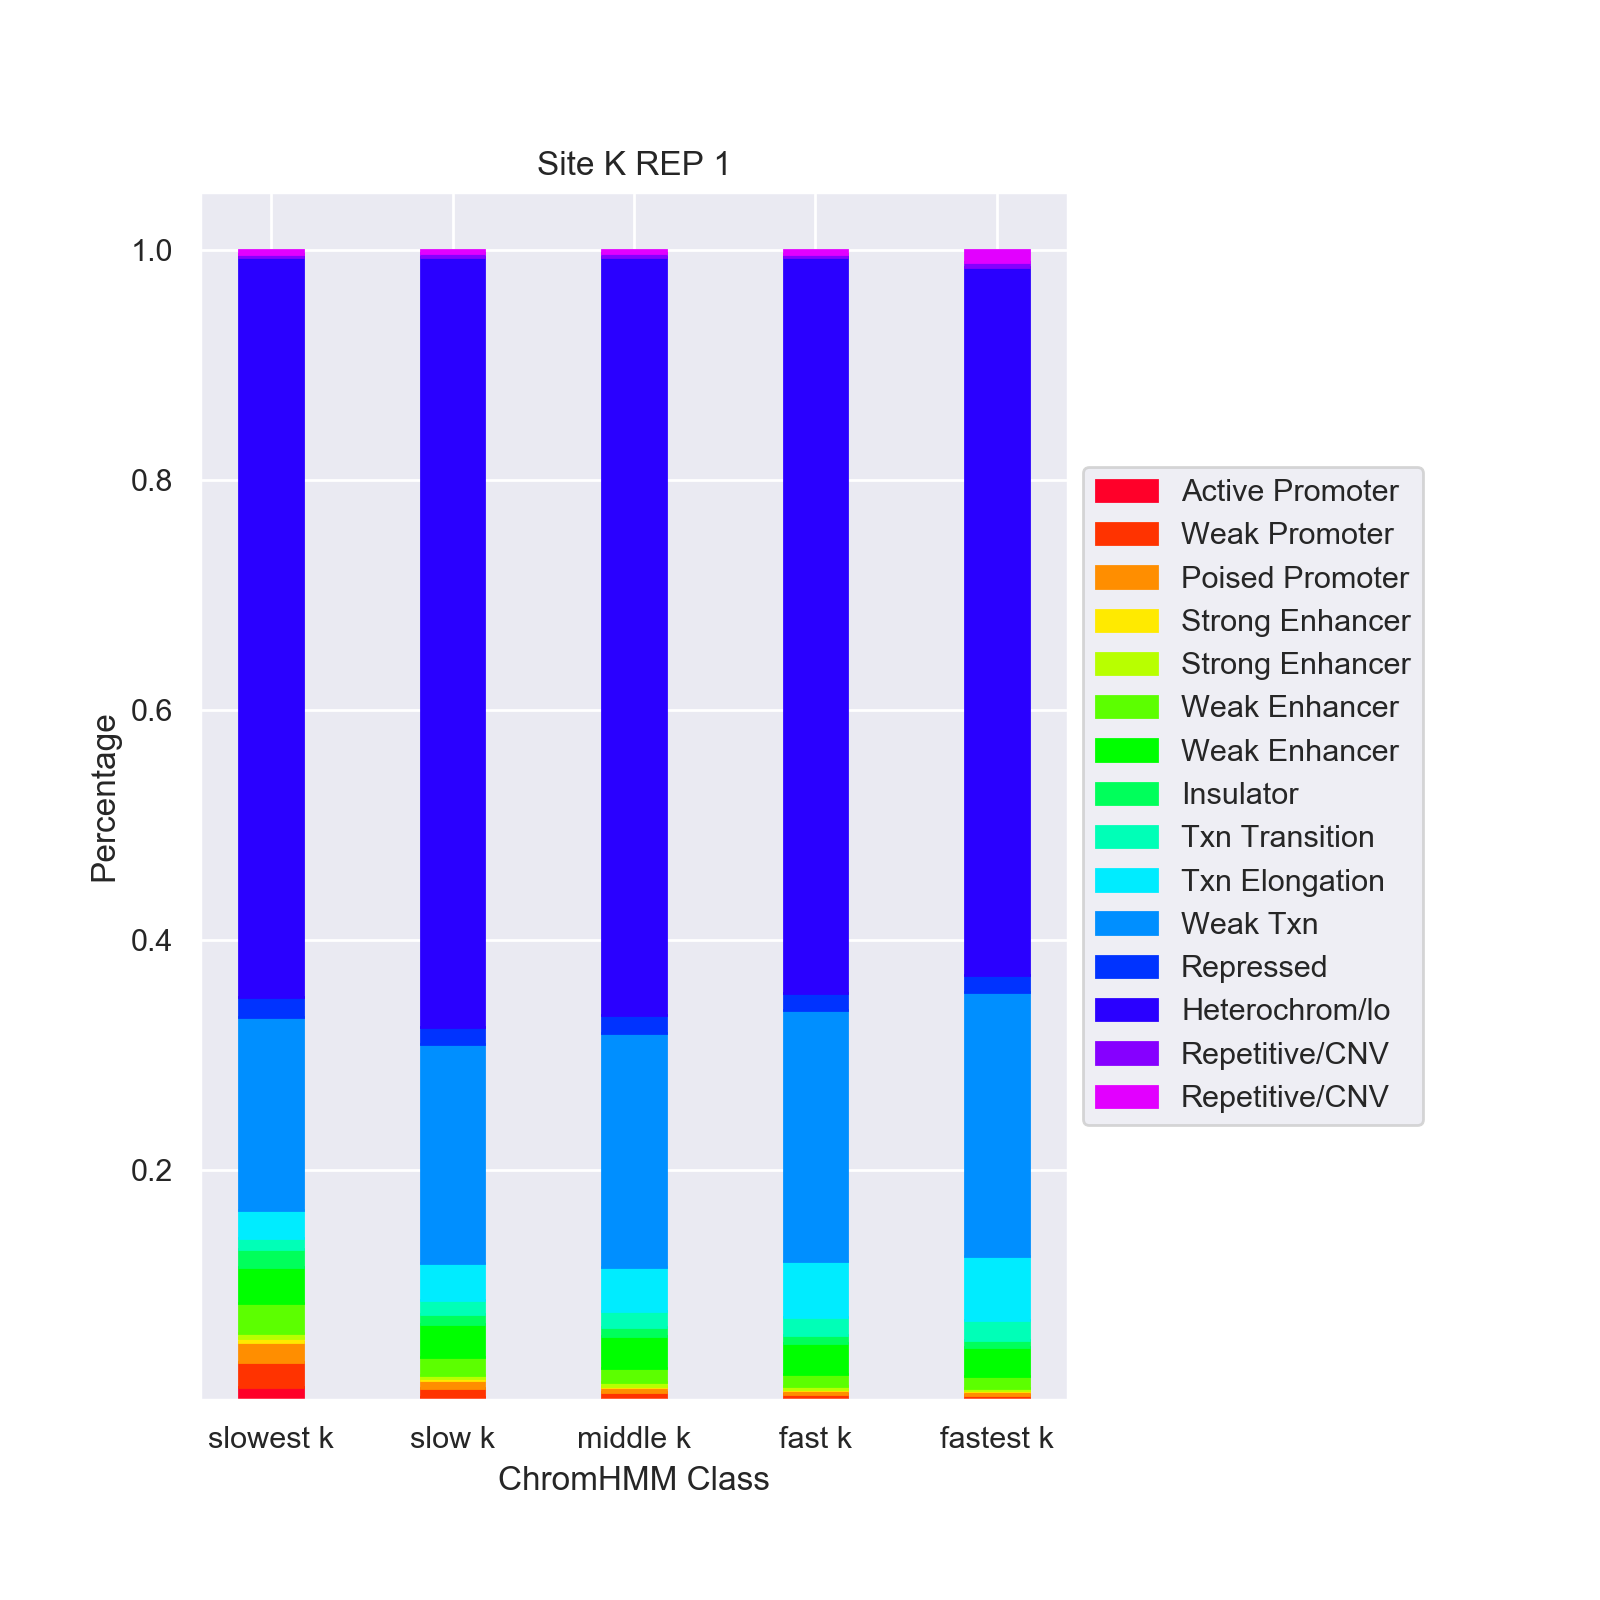 Site K REP 1
1.0
0.8
0.6
0.4
0.2
Percentage
slowest k
slow k
middle k
fast k
fastest k
ChromHMM Class
Active Promoter
Weak Promoter
Poised Promoter
Strong Enhancer
Strong Enhancer
Weak Enhancer
Weak Enhancer
Insulator
Txn Transition
Txn Elongation
Weak Txn
Repressed
Heterochrom/lo
Repetitive/CNV
Repetitive/CNV